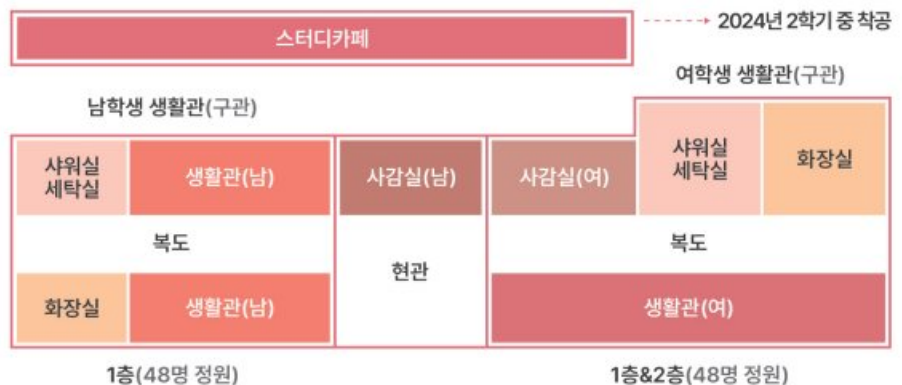 스터디카페
2024년 2학기 중 착공
남학생 생활관(구관)
여학생 생활관(구관)
샤워실
세탁실
생활관(남)
사감실(남)
사감실(여)
샤워실
세탁실
화장실
복도
현관
복도
화장실
생활관(남)
생활관(여)
1층(48명 정원)
1층&2층(48명 정원)